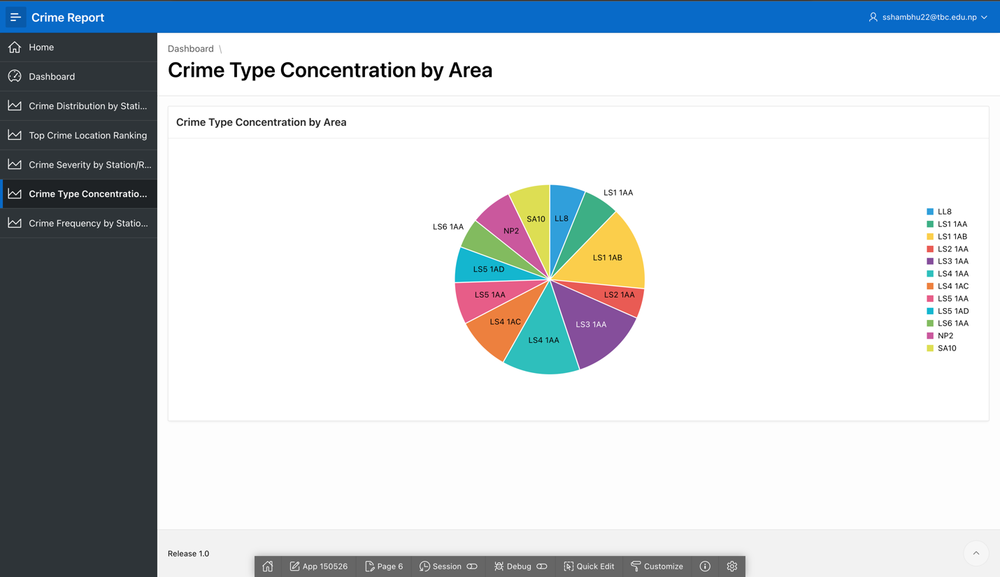 Crime Report
sshambhu22@tbc.edu.np
Home
Dashboard
Crime Distribution by Stati...
Top Crime Location Ranking
Crime Severity by Station/R...
Crime Type Concentratio...
Crime Frequency by Statio...
Dashboard \
Crime Type Concentration by Area
Crime Type Concentration by Area
LS1 1AA
SA10
LL8
LS6 1AA
NP2
LS1 1AB
LS5 1AD
LS5 1AA
LS2 1AA
LS4 1AC
LS3 1AA
LS4 1AA
LL8
LS1 1AA
LS1 1AB
LS2 1AA
LS3 1AA
LS4 1AA
LS4 1AC
LS5 1AA
LS5 1AD
LS6 1AA
NP2
SA10
Release 1.0
App 150526
Page 6
Session
Debug
Quick Edit
Customize